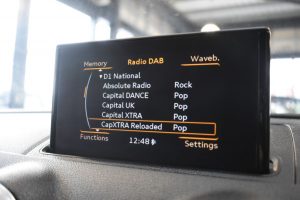 Memory Radio DAB Waveb.
▼ D1 National
Absolute Radio Rock
Capital DANCE Pop
Capital UK Pop
Capital XTRA Pop
CapXTRA Reloaded Pop
Functions 12:48 Settings